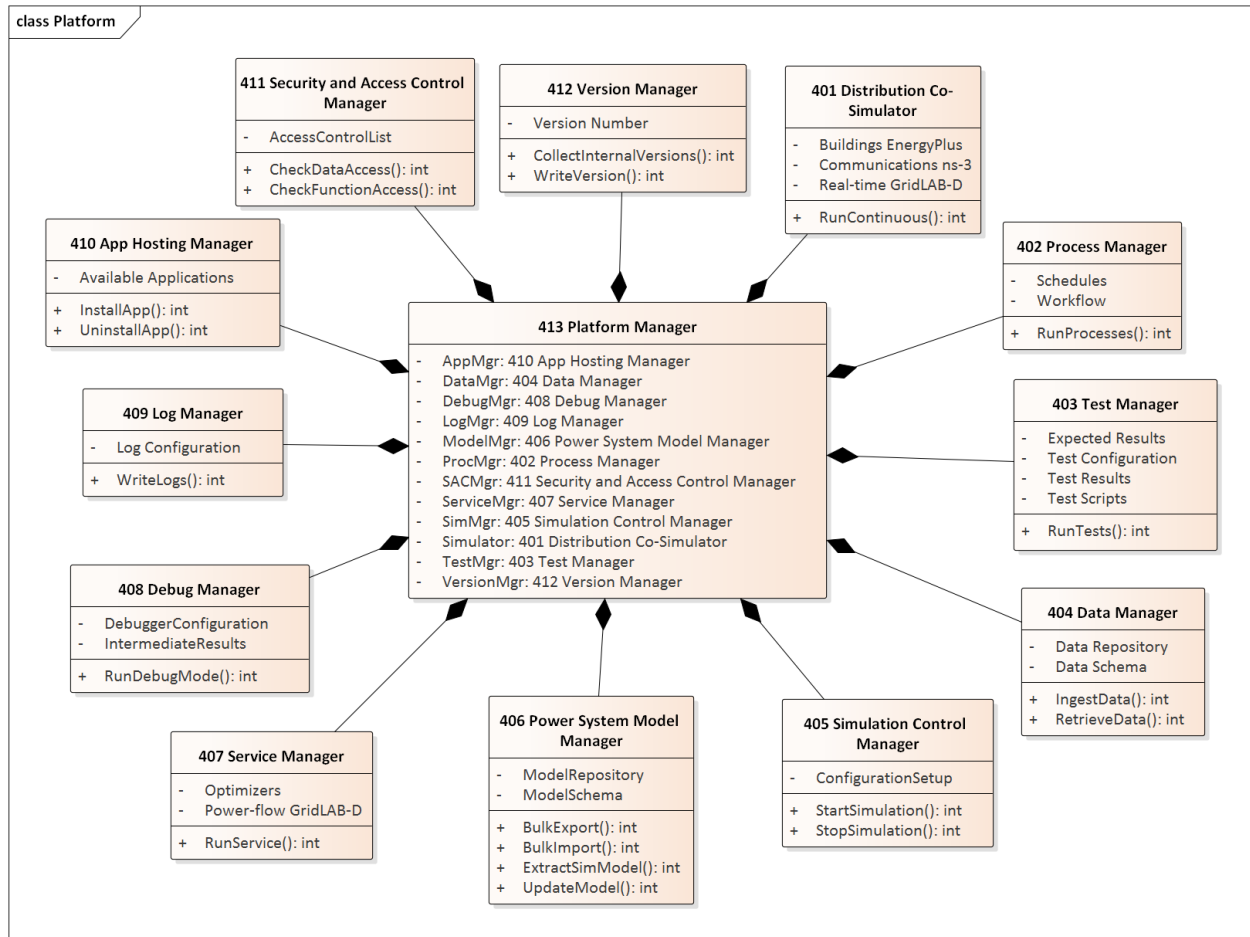 class Platform
411 Security and Access Control
Manager
- AccessControlList
+ CheckDataAccess(): int
+ CheckFunctionAccess(): int
412 Version Manager
- Version Number
+ CollectInternalVersions(): int
+ WriteVersion(): int
401 Distribution Co-
Simulator
- Buildings EnergyPlus
- Communications ns-3
- Real-time GridLAB-D
+ RunContinuous(): int
410 App Hosting Manager
- Available Applications
+ InstallApp(): int
+ UninstallApp(): int
402 Process Manager
- Schedules
- Workflow
+ RunProcesses(): int
413 Platform Manager
- AppMgr: 410 App Hosting Manager
- DataMgr: 404 Data Manager
- DebugMgr: 408 Debug Manager
- LogMgr: 409 Log Manager
- ModelMgr: 406 Power System Model Manager
- ProcMgr: 402 Process Manager
- SACMgr: 411 Security and Access Control Manager
- ServiceMgr: 407 Service Manager
- SimMgr: 405 Simulation Control Manager
- Simulator: 401 Distribution Co-Simulator
- TestMgr: 403 Test Manager
- VersionMgr: 412 Version Manager
409 Log Manager
- Log Configuration
+ WriteLogs(): int
403 Test Manager
- Expected Results
- Test Configuration
- Test Results
- Test Scripts
+ RunTests(): int
408 Debug Manager
- DebuggerConfiguration
- IntermediateResults
+ RunDebugMode(): int
404 Data Manager
- Data Repository
- Data Schema
+ IngestData(): int
+ RetrieveData(): int
407 Service Manager
- Optimizers
- Power-flow GridLAB-D
+ RunService(): int
406 Power System Model
Manager
- ModelRepository
- ModelSchema
+ BulkExport(): int
+ BulkImport(): int
+ ExtractSimModel(): int
+ UpdateModel(): int
405 Simulation Control
Manager
- ConfigurationSetup
+ StartSimulation(): int
+ StopSimulation(): int